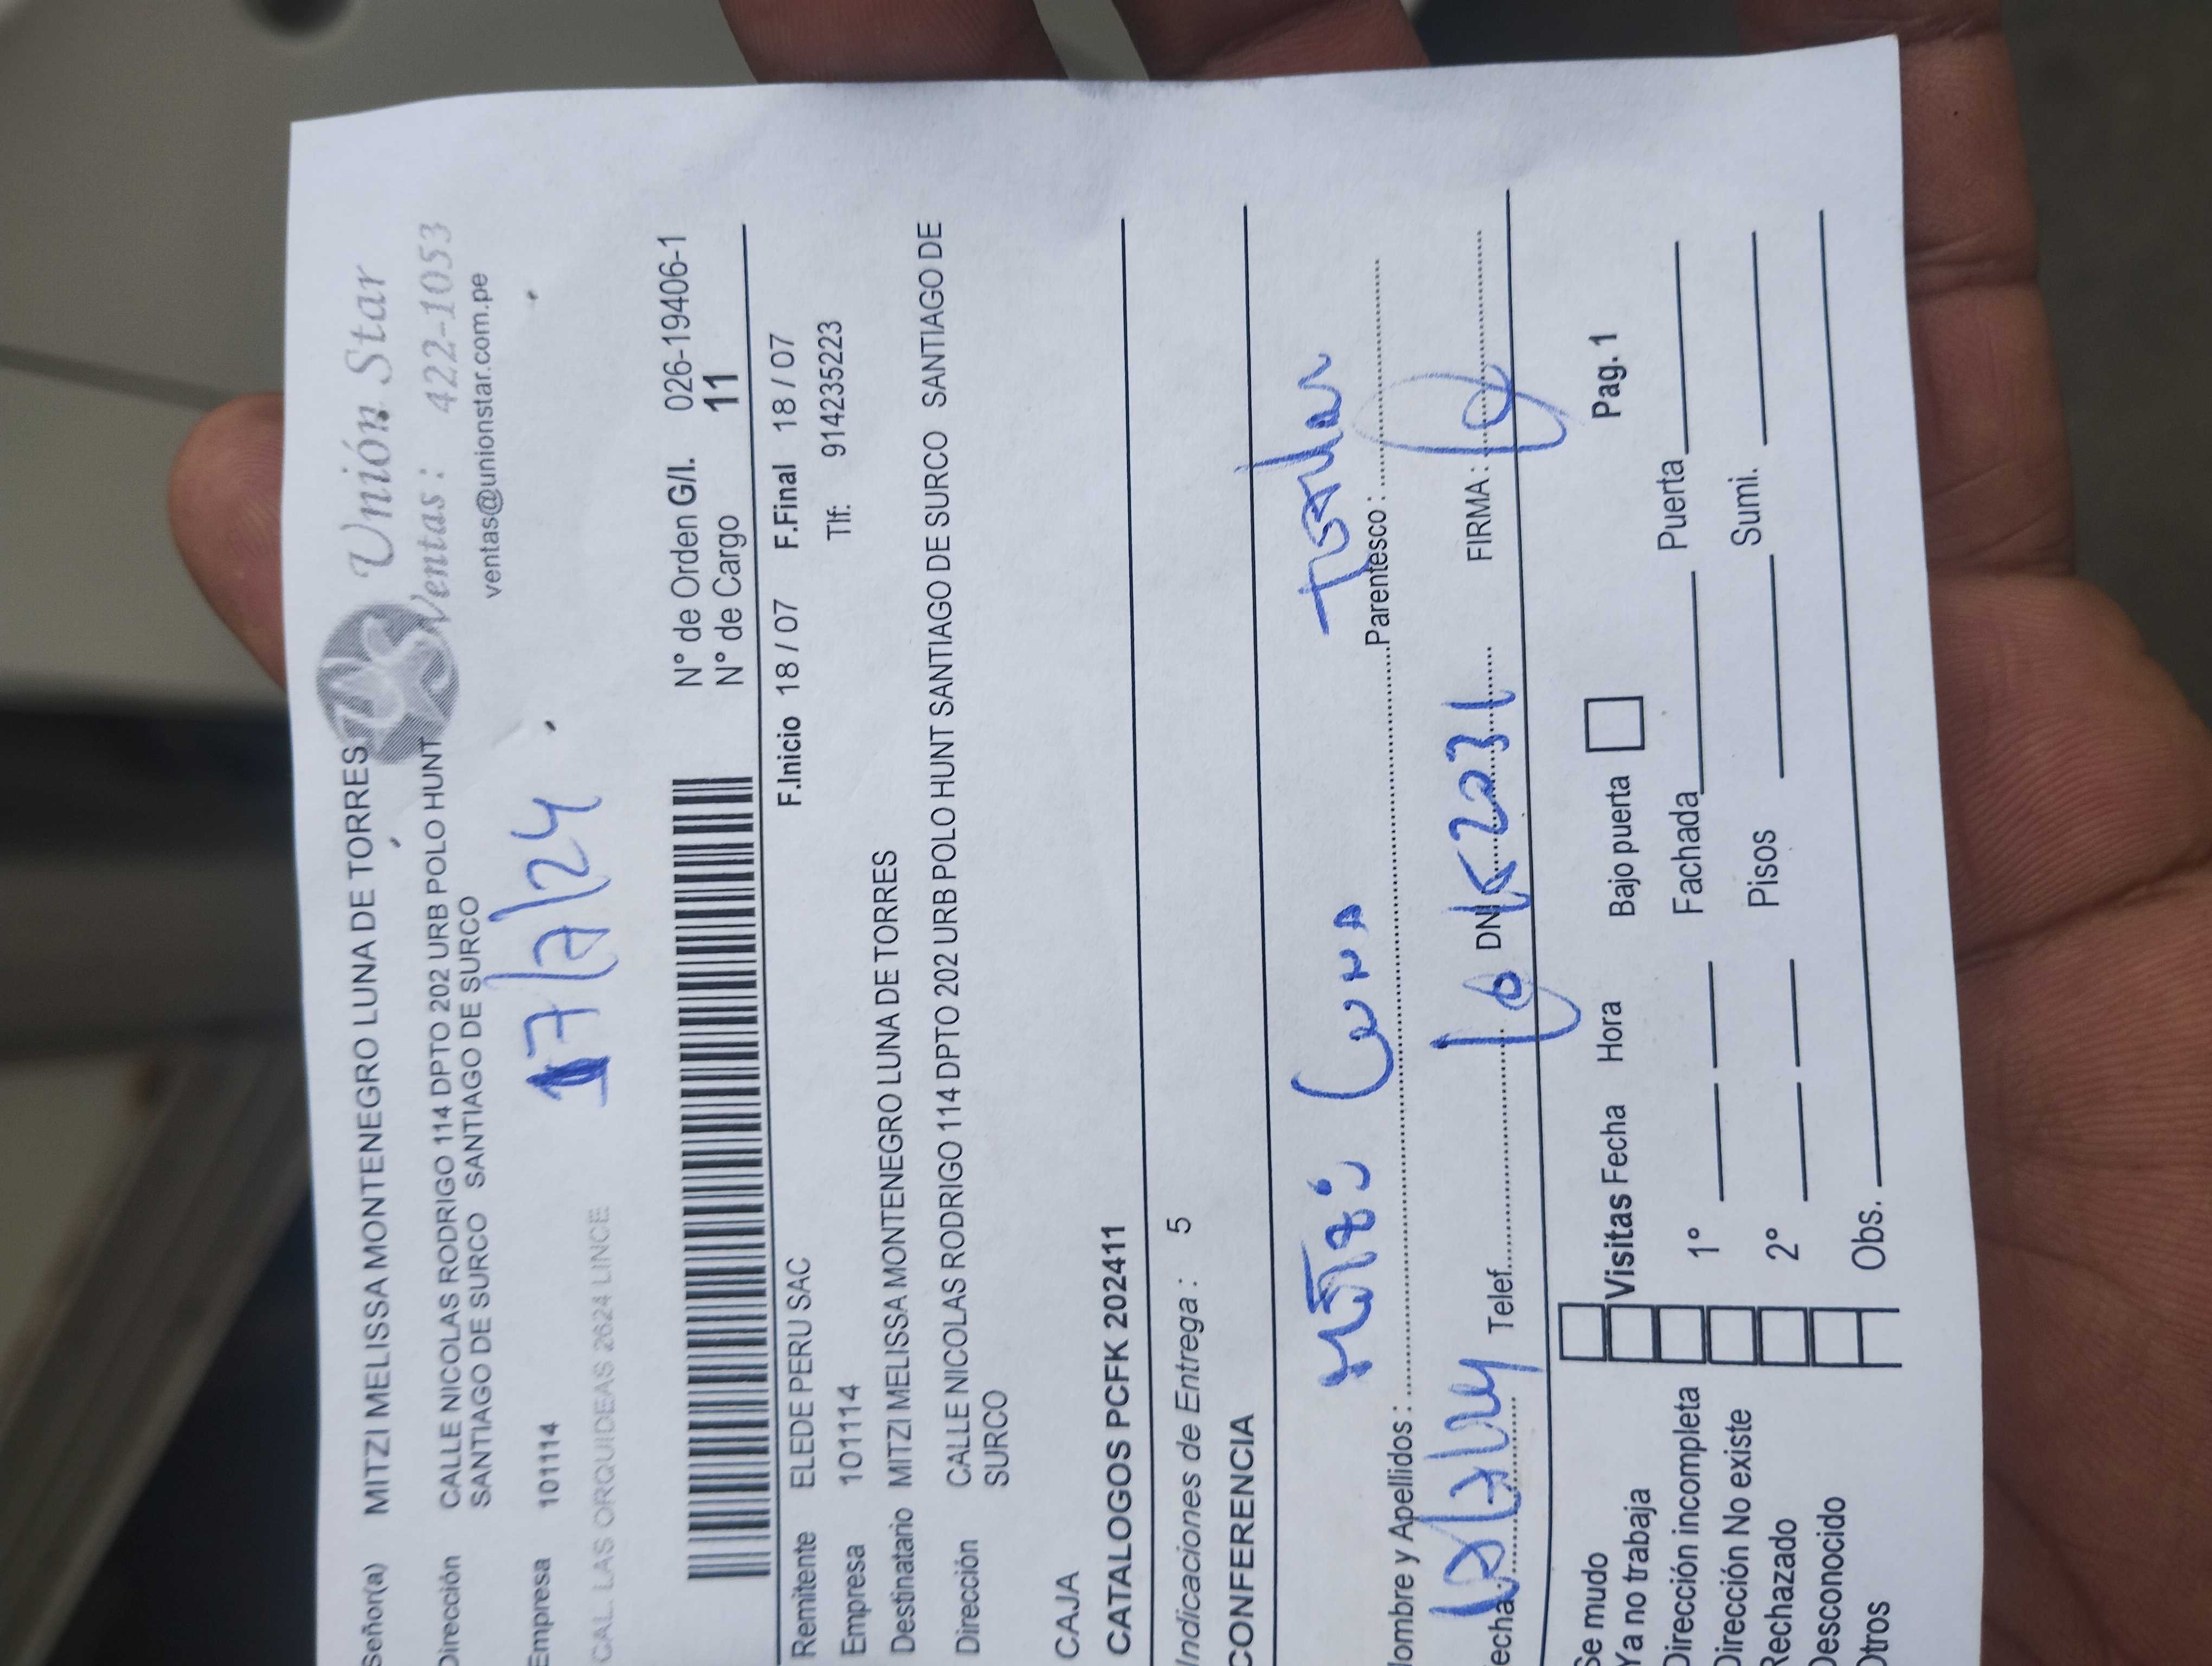 Señor(a) MITZI MELISSA MONTENEGRO LUNA DE TORRES
Unión Star
Ventas: 422-1053
ventas@unionstar.com.pe
Dirección CALLE NICOLAS RODRIGO 114 DPTO 202 URB POLO HUNT
SANTIAGO DE SURCO SANTIAGO DE SURCO
Empresa 101114
17/7/24
CAL. LAS ORQUIDEAS 2624 LINCE
N° de Orden G/I. 026-19406-1
N° de Cargo 11
F.Inicio 18 / 07 F.Final 18 / 07
Remitente ELEDE PERU SAC
Empresa 101114 Tlf: 914235223
Destinatario MITZI MELISSA MONTENEGRO LUNA DE TORRES
Dirección CALLE NICOLAS RODRIGO 114 DPTO 202 URB POLO HUNT SANTIAGO DE SURCO SANTIAGO DE
SURCO
CAJA
CATALOGOS PCFK 202411
Indicaciones de Entrega : 5
CONFERENCIA
Nombre y Apellidos : Luna Parentesco :
Fecha Telef. DNI FIRMA :
Se mudo
Ya no trabaja
Dirección incompleta
Dirección No existe
Rechazado
Desconocido
Otros
Visitas Fecha Hora Bajo puerta Pag. 1
1° Fachada Puerta
2° Pisos Sumi.
Obs.